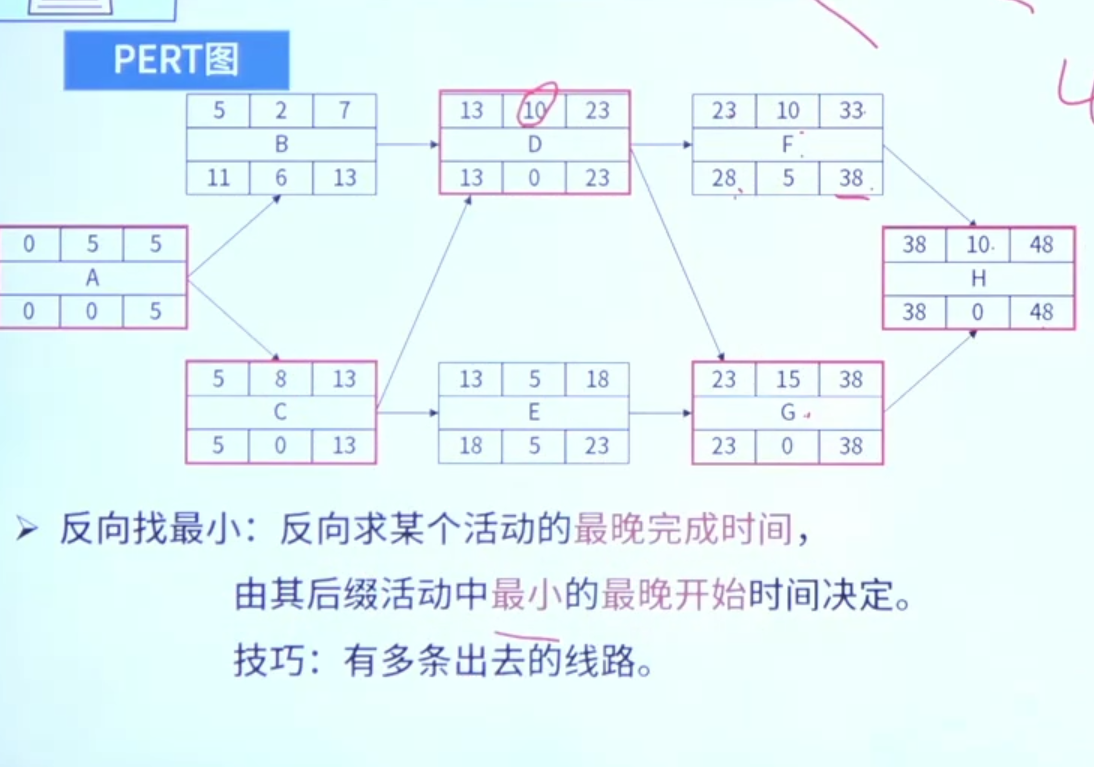 PERT图
5 2 7
B
11 6 13
13 10 23
D
13 0 23
23 10 33
F
28 5 38
0 5 5
A
0 0 5
38 10 48
H
38 0 48
5 8 13
C
5 0 13
13 5 18
E
18 5 23
23 15 38
G
23 0 38
反向找最小：反向求某个活动的最晚完成时间，
由其后缀活动中最小的最晚开始时间决定。
技巧：有多条出去的线路。